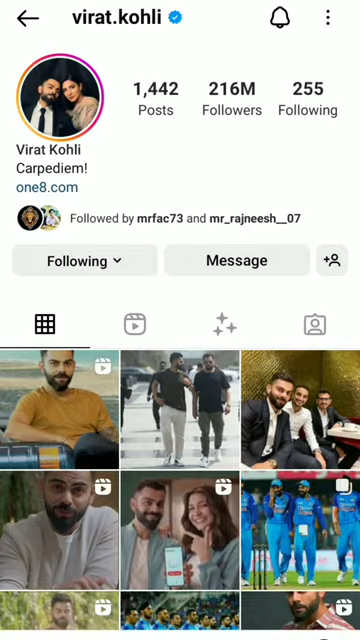 virat.kohli
1,442 216M 255
Posts Followers Following
Virat Kohli
Carpediem!
one8.com
Followed by mrfac73 and mr_rajneesh__07
Following Message